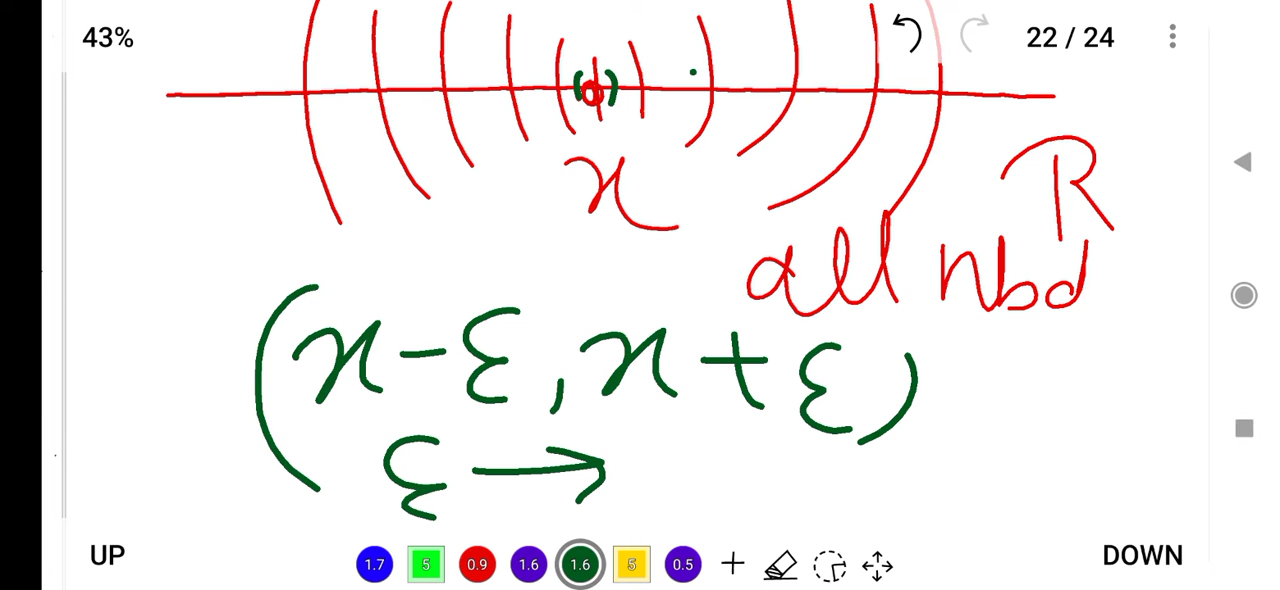 43%
22 / 24
x
R
all nbd
(x-ε, x+ε)
ε →
UP
1.7 5 0.9 1.6 1.6 5 0.5
DOWN